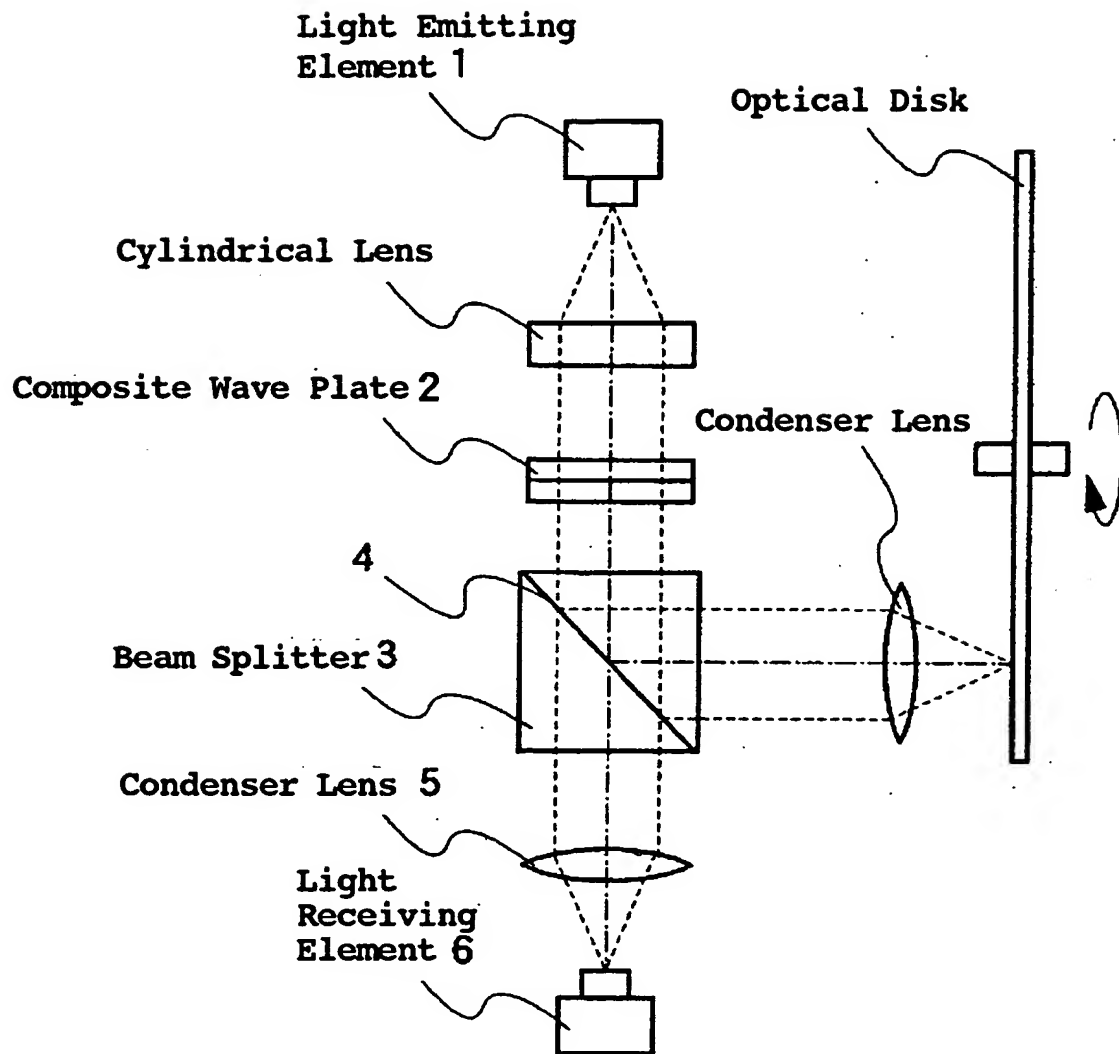 Light Emitting
Element 1
Optical Disk
Cylindrical Lens
Composite Wave Plate 2
Condenser Lens
4
Beam Splitter 3
Condenser Lens 5
Light
Receiving
Element 6